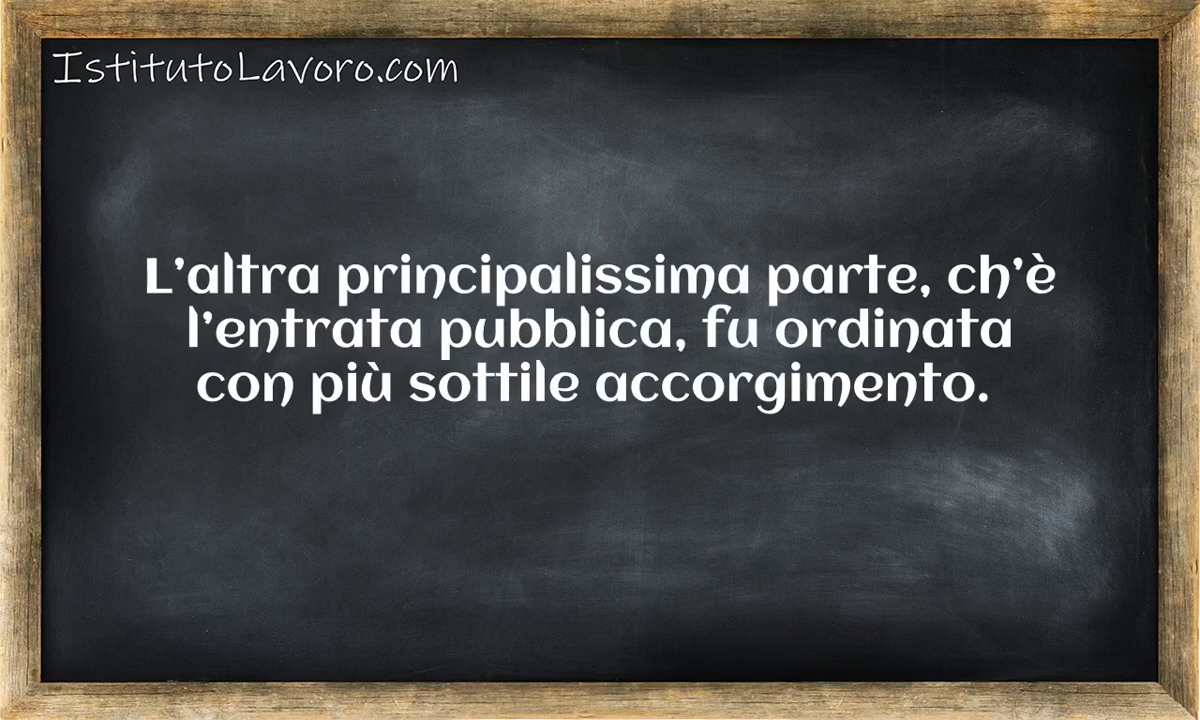 IstitutoLavoro.com
L'altra principalissima parte, ch'è
l'entrata pubblica, fu ordinata
con più sottile accorgimento.